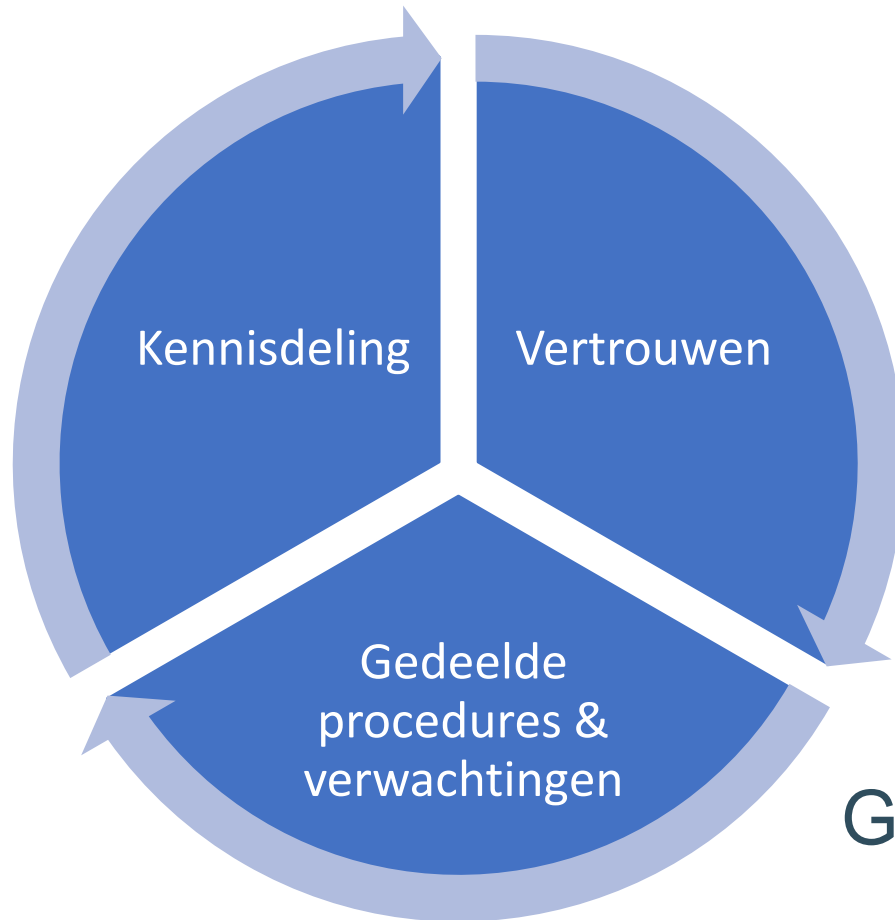 Kennisdeling
Vertrouwen
Gedeelde
procedures &
verwachtingen
G